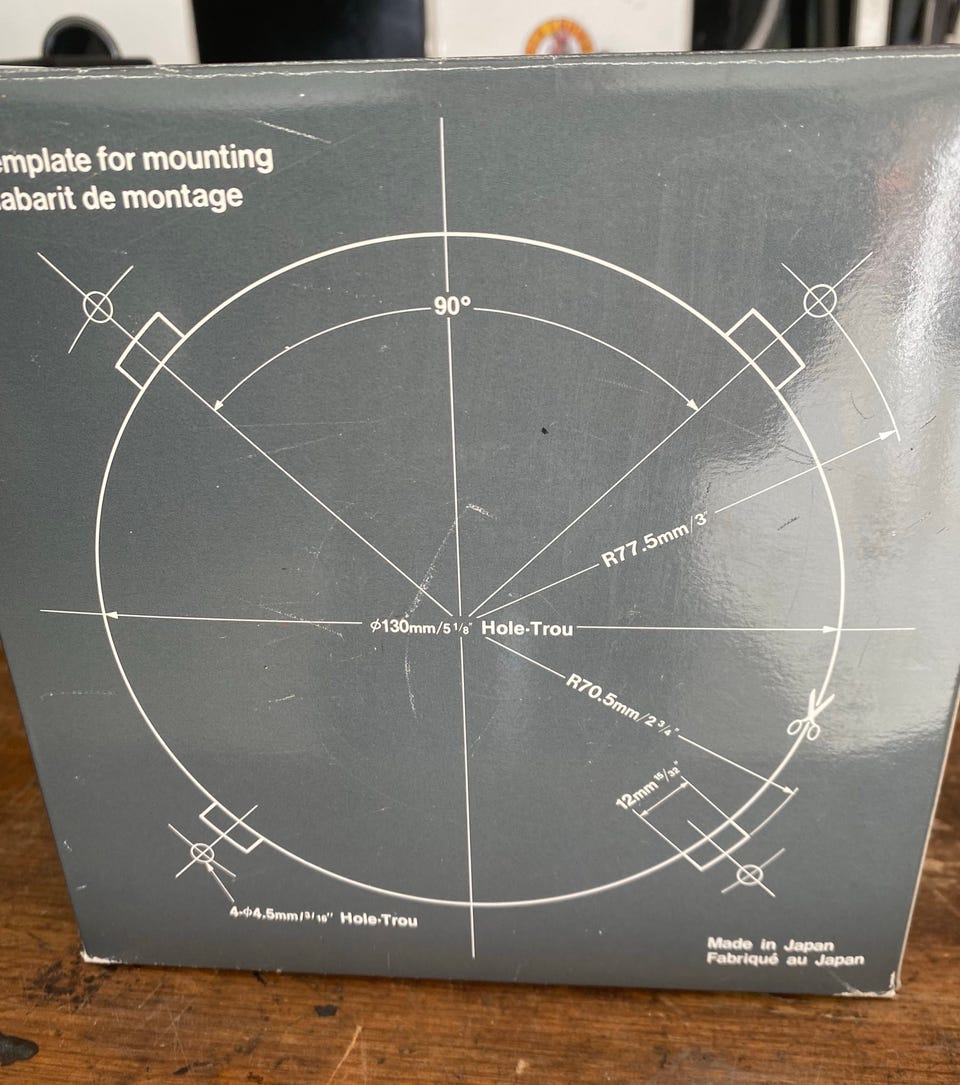 emplate for mounting
abarit de montage
90°
R77.5mm/3"
φ130mm/5 1/8" Hole·Trou
R70.5mm/2 3/4"
12mm 15/32"
4-φ4.5mm/3/16" Hole·Trou
Made in Japan
Fabriqué au Japan